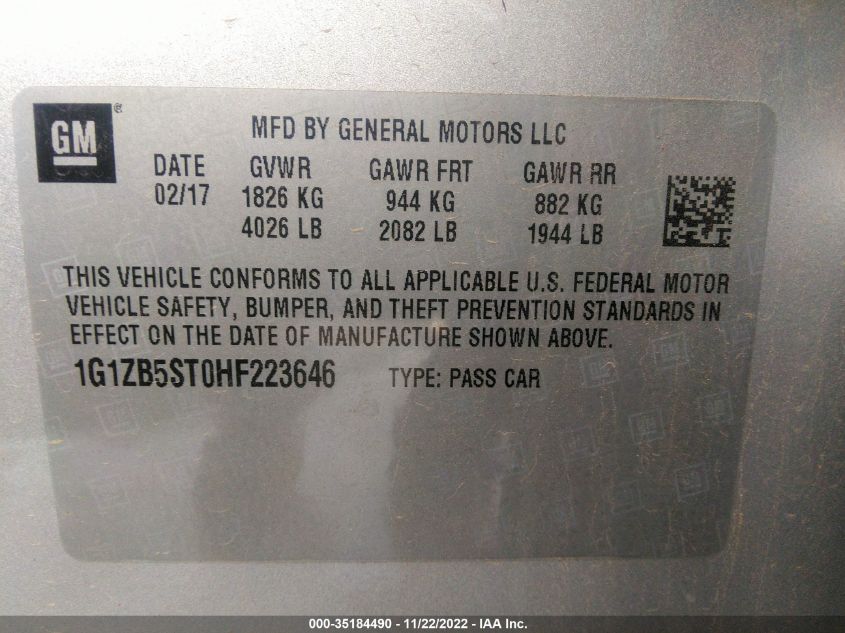 GM ®
MFD BY GENERAL MOTORS LLC
DATE GVWR GAWR FRT GAWR RR
02/17 1826 KG 944 KG 882 KG
4026 LB 2082 LB 1944 LB
THIS VEHICLE CONFORMS TO ALL APPLICABLE U.S. FEDERAL MOTOR
VEHICLE SAFETY, BUMPER, AND THEFT PREVENTION STANDARDS IN
EFFECT ON THE DATE OF MANUFACTURE SHOWN ABOVE.
1G1ZB5ST0HF223646 TYPE: PASS CAR
000-35184490 - 11/22/2022 - IAA Inc.